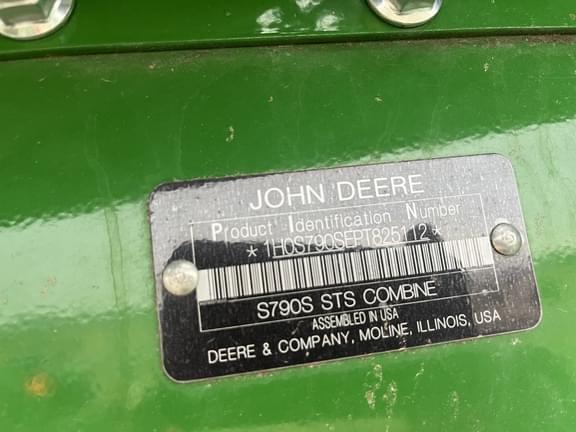 JOHN DEERE
Product Identification Number
*1H0S790SEPT825112*
S790S STS COMBINE
ASSEMBLED IN USA
DEERE & COMPANY, MOLINE, ILLINOIS, USA